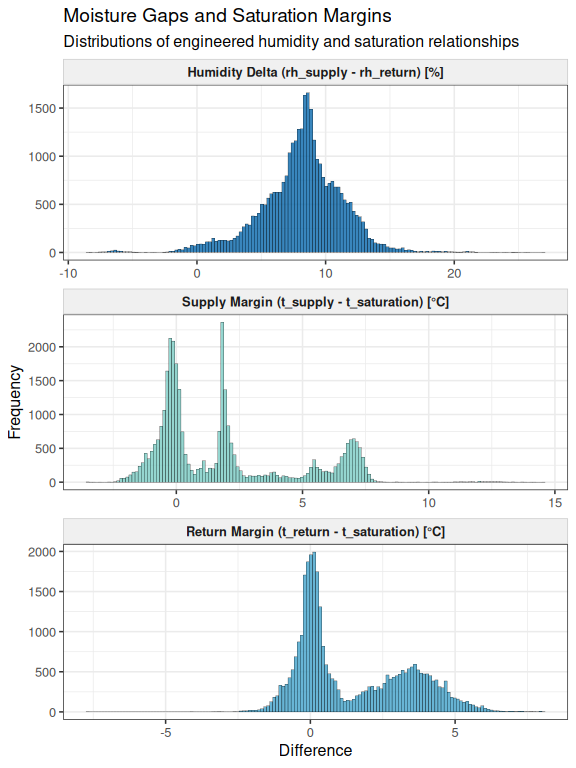 Moisture Gaps and Saturation Margins
Distributions of engineered humidity and saturation relationships
Humidity Delta (rh_supply - rh_return) [%]
1500
1000
500
0
-10 0 10 20
Supply Margin (t_supply - t_saturation) [°C]
2000
1500
1000
500
0
0 5 10 15
Frequency
Return Margin (t_return - t_saturation) [°C]
2000
1500
1000
500
0
-5 0 5
Difference